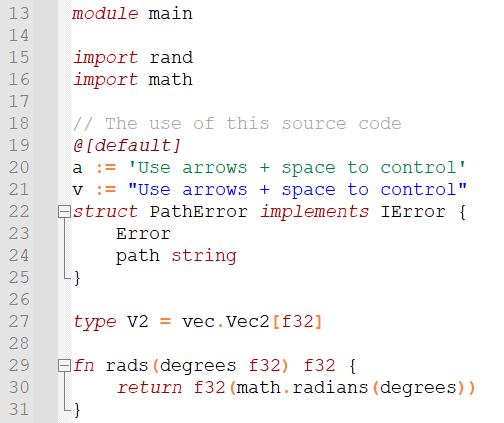 13 module main
14
15 import rand
16 import math
17
18 // The use of this source code
19 @[default]
20 a := 'Use arrows + space to control'
21 v := "Use arrows + space to control"
22 struct PathError implements IError {
23     Error
24     path string
25 }
26
27 type V2 = vec.Vec2[f32]
28
29 fn rads(degrees f32) f32 {
30     return f32(math.radians(degrees))
31 }